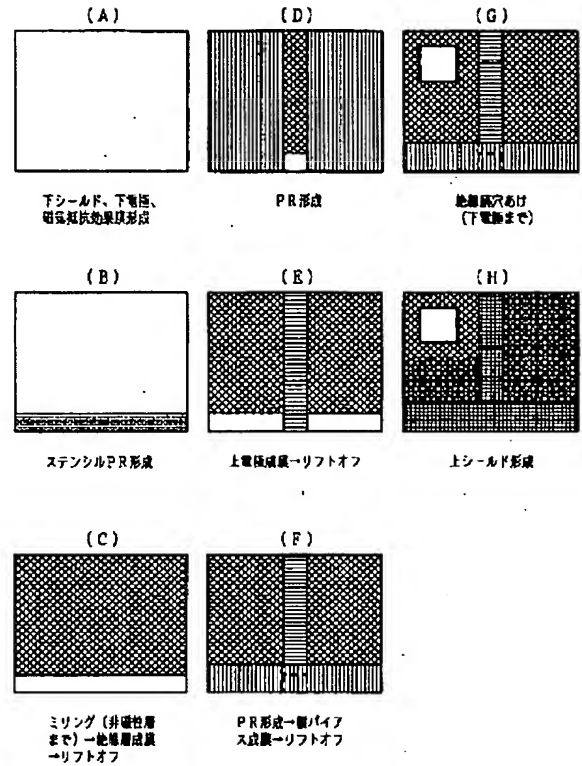 (A)
下シールド、下電極、
磁気抵抗効果膜形成
(B)
ステンシルPR形成
(C)
ミリング(非磁性層
まで)→絶縁層成膜
→リフトオフ
(D)
PR形成
(E)
上電極成膜→リフトオフ
(F)
PR形成→縦バイア
ス成膜→リフトオフ
(G)
絶縁膜穴あけ
(下電極まで)
(H)
上シールド形成